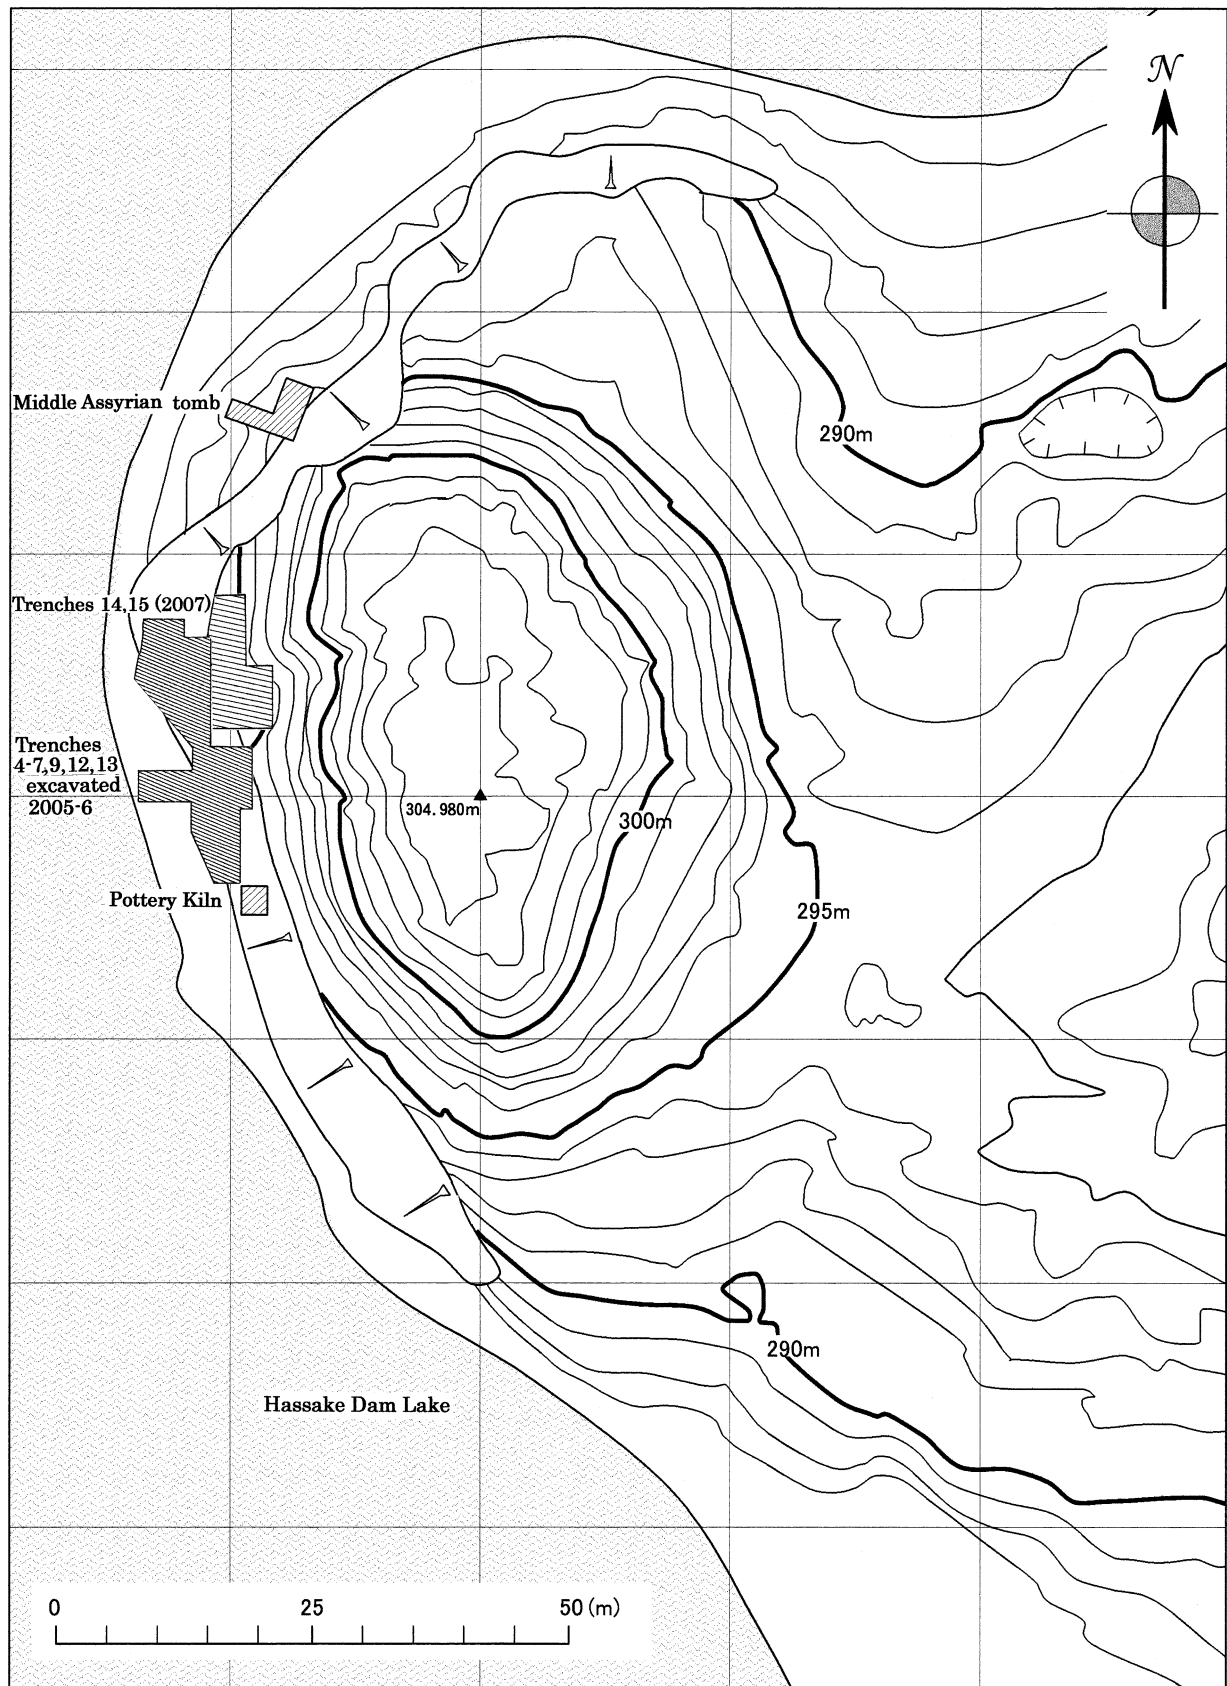 N
Middle Assyrian tomb
290m
Trenches 14,15 (2007)
Trenches
4-7,9,12,13
excavated
2005-6
304.980m
300m
Pottery Kiln
295m
290m
Hassake Dam Lake
0 25 50 (m)